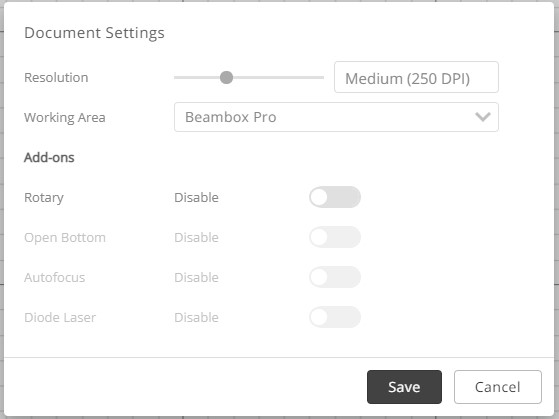 Document Settings
Resolution Medium (250 DPI)
Working Area Beambox Pro
Add-ons
Rotary Disable
Open Bottom Disable
Autofocus Disable
Diode Laser Disable
Save Cancel